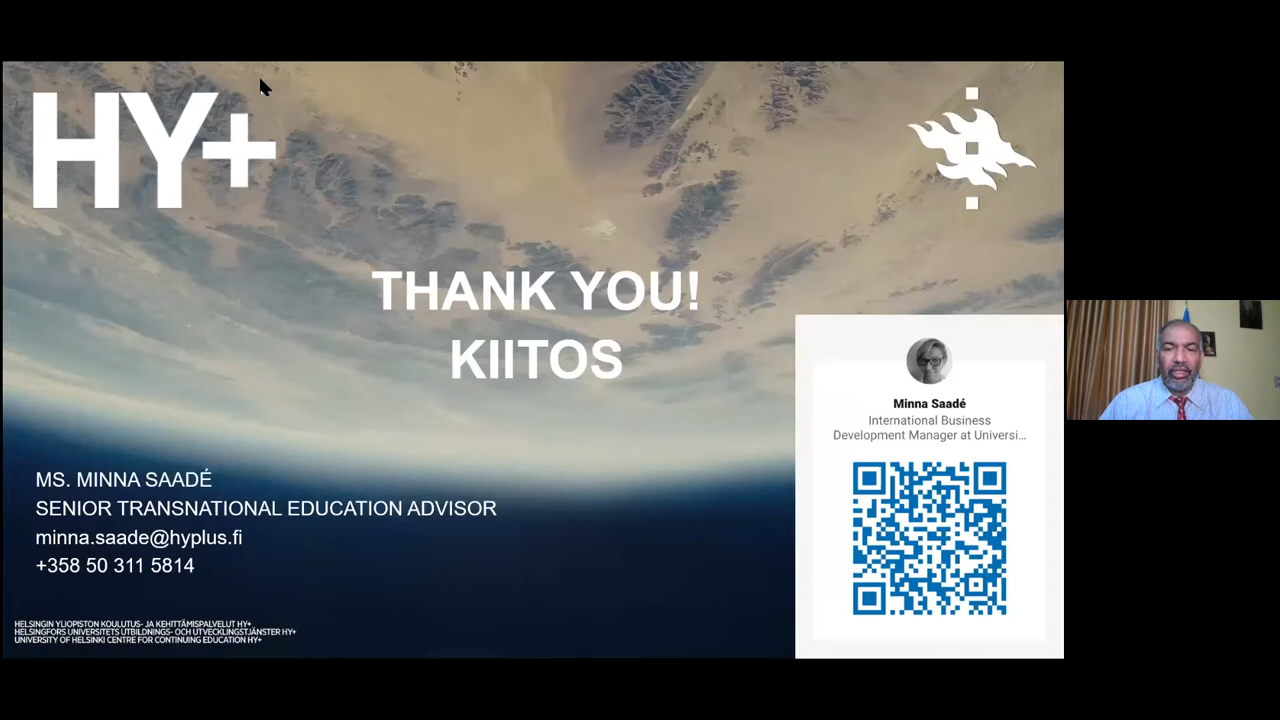 HY+
THANK YOU!
KIITOS
MS. MINNA SAADÉ
SENIOR TRANSNATIONAL EDUCATION ADVISOR
minna.saade@hyplus.fi
+358 50 311 5814
HELSINGIN YLIOPISTON KOULUTUS- JA KEHITTÄMISPALVELUT HY+
HELSINGFORS UNIVERSITETS UTBILDNINGS- OCH UTVECKLINGSTJÄNSTER HY+
UNIVERSITY OF HELSINKI CENTRE FOR CONTINUING EDUCATION HY+
Minna Saadé
International Business
Development Manager at Universi...